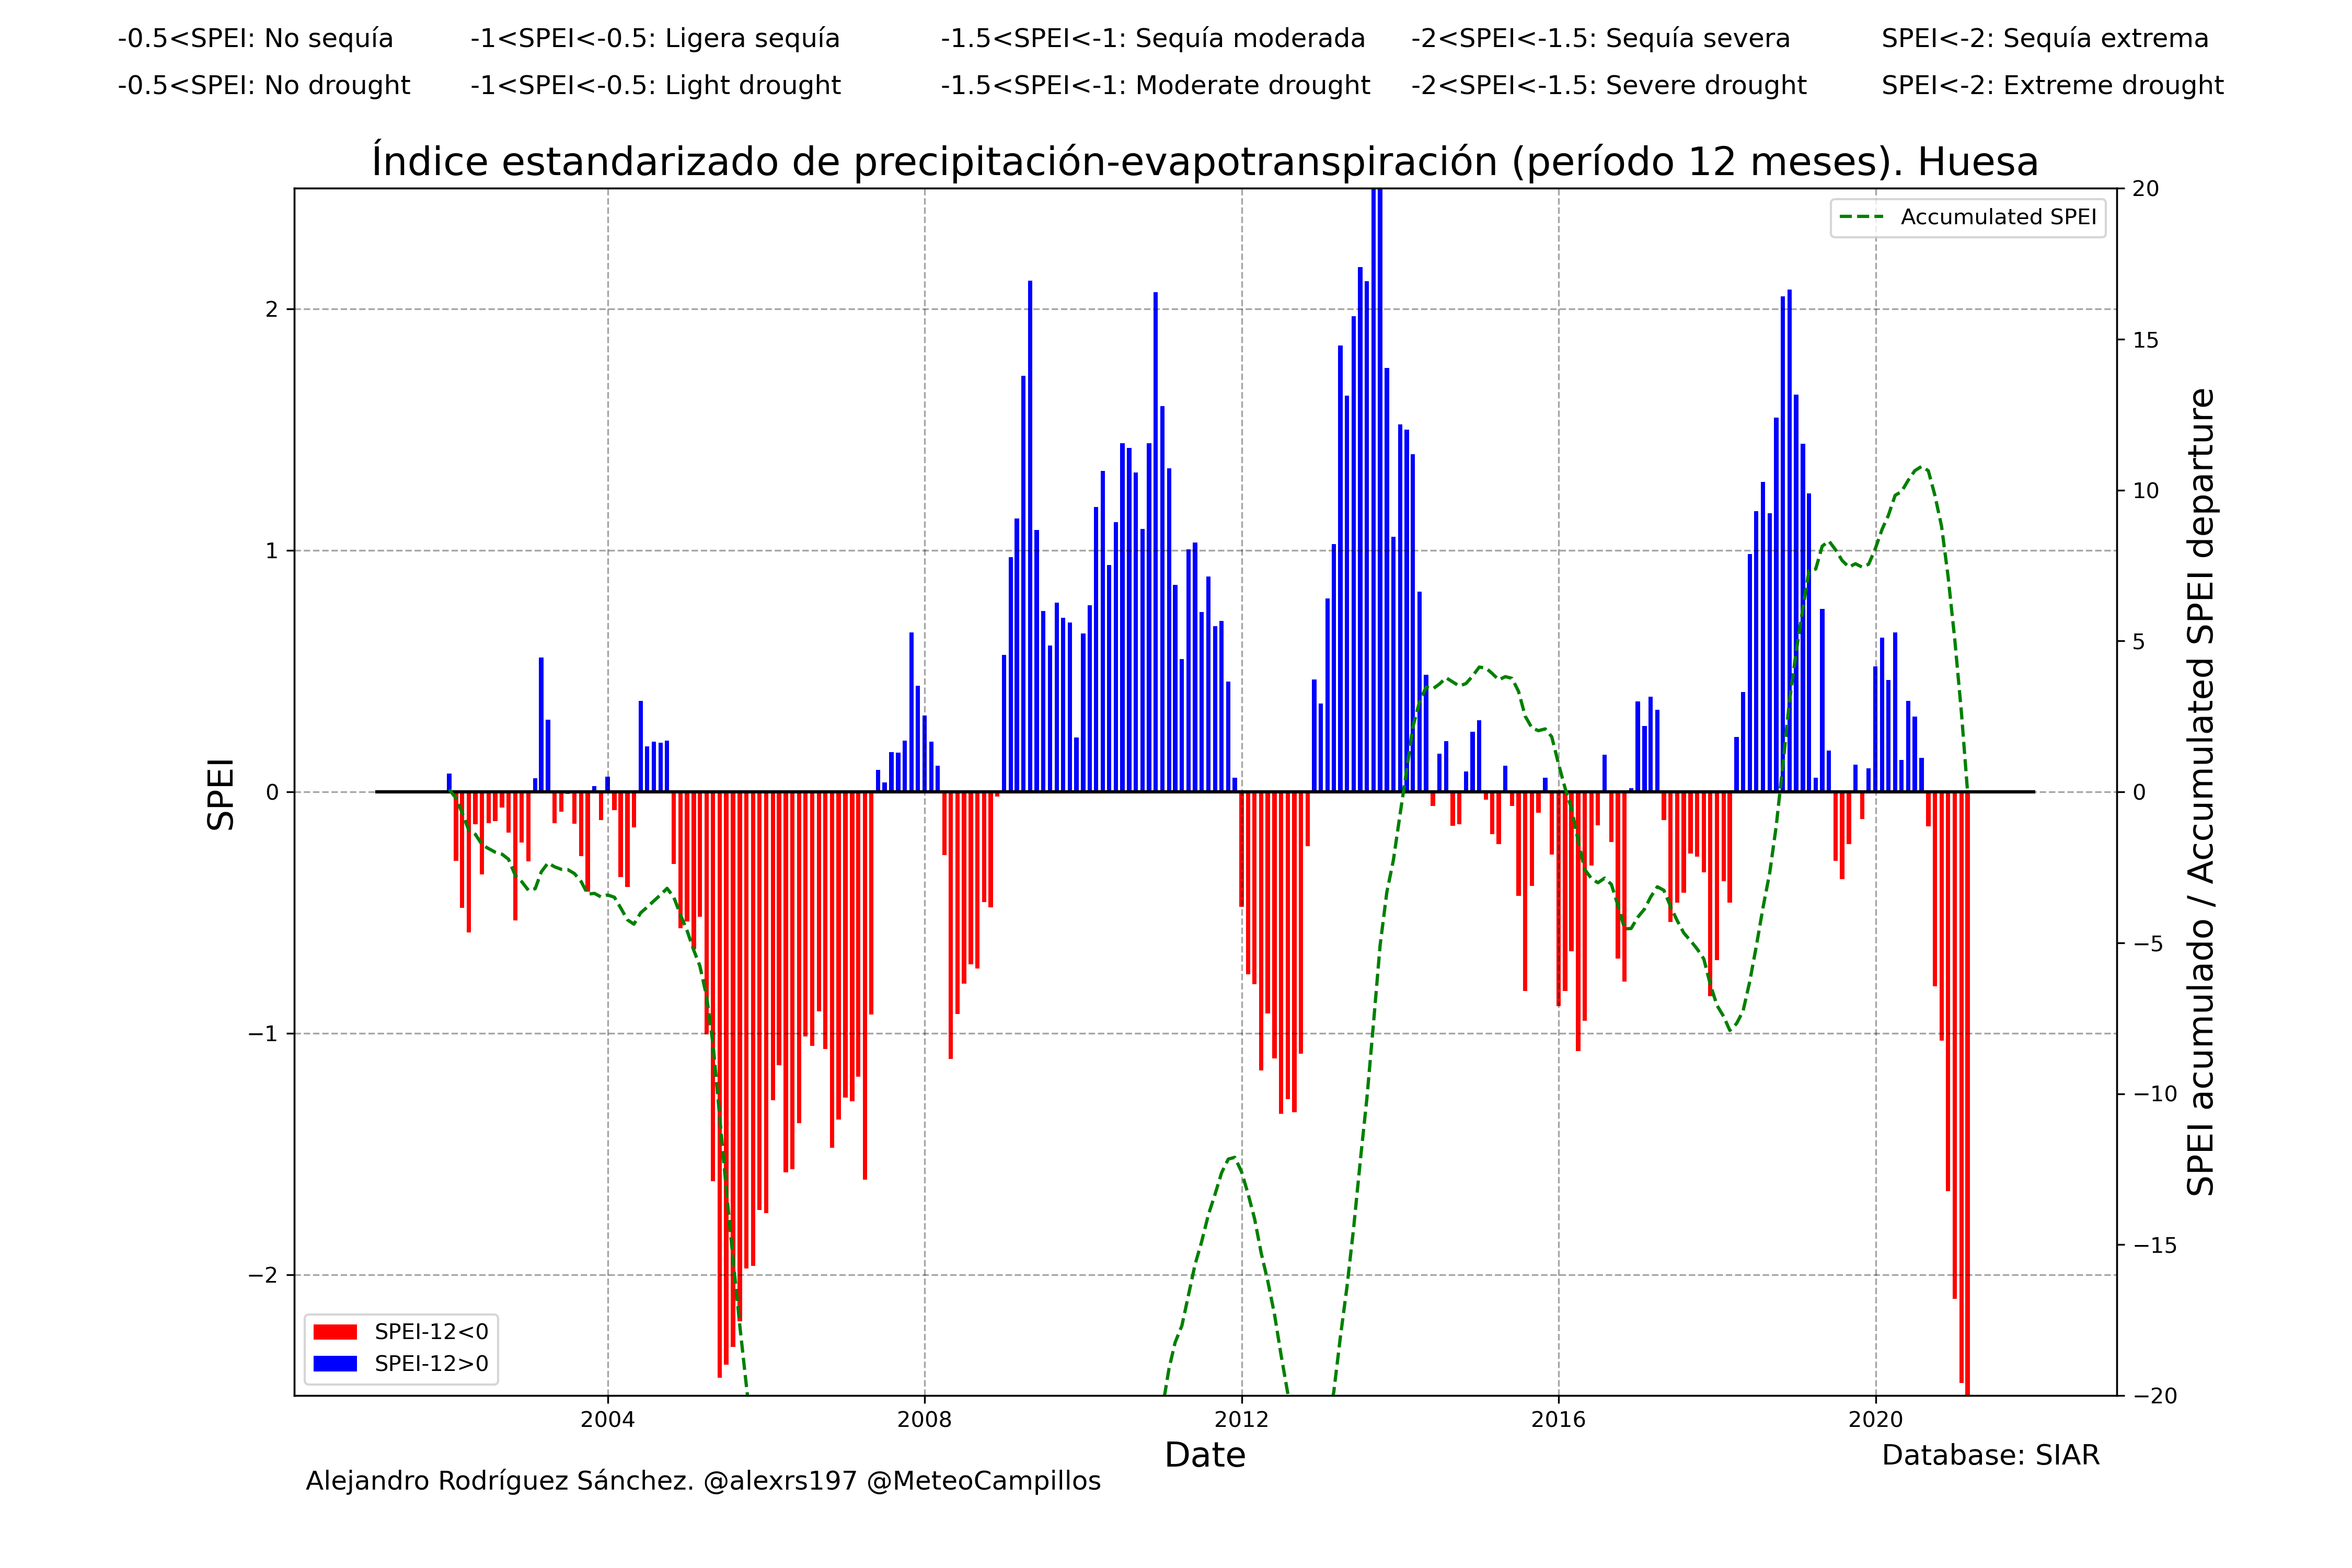 -0.5<SPEI: No sequía -1<SPEI<-0.5: Ligera sequía -1.5<SPEI<-1: Sequía moderada -2<SPEI<-1.5: Sequía severa SPEI<-2: Sequía extrema
-0.5<SPEI: No drought -1<SPEI<-0.5: Light drought -1.5<SPEI<-1: Moderate drought -2<SPEI<-1.5: Severe drought SPEI<-2: Extreme drought
Índice estandarizado de precipitación-evapotranspiración (período 12 meses). Huesa
Accumulated SPEI
SPEI
2
1
0
−1
−2
20
15
10
5
0
−5
−10
−15
−20
SPEI acumulado / Accumulated SPEI departure
SPEI-12<0
SPEI-12>0
2004 2008 2012 2016 2020
Date
Database: SIAR
Alejandro Rodríguez Sánchez. @alexrs197 @MeteoCampillos